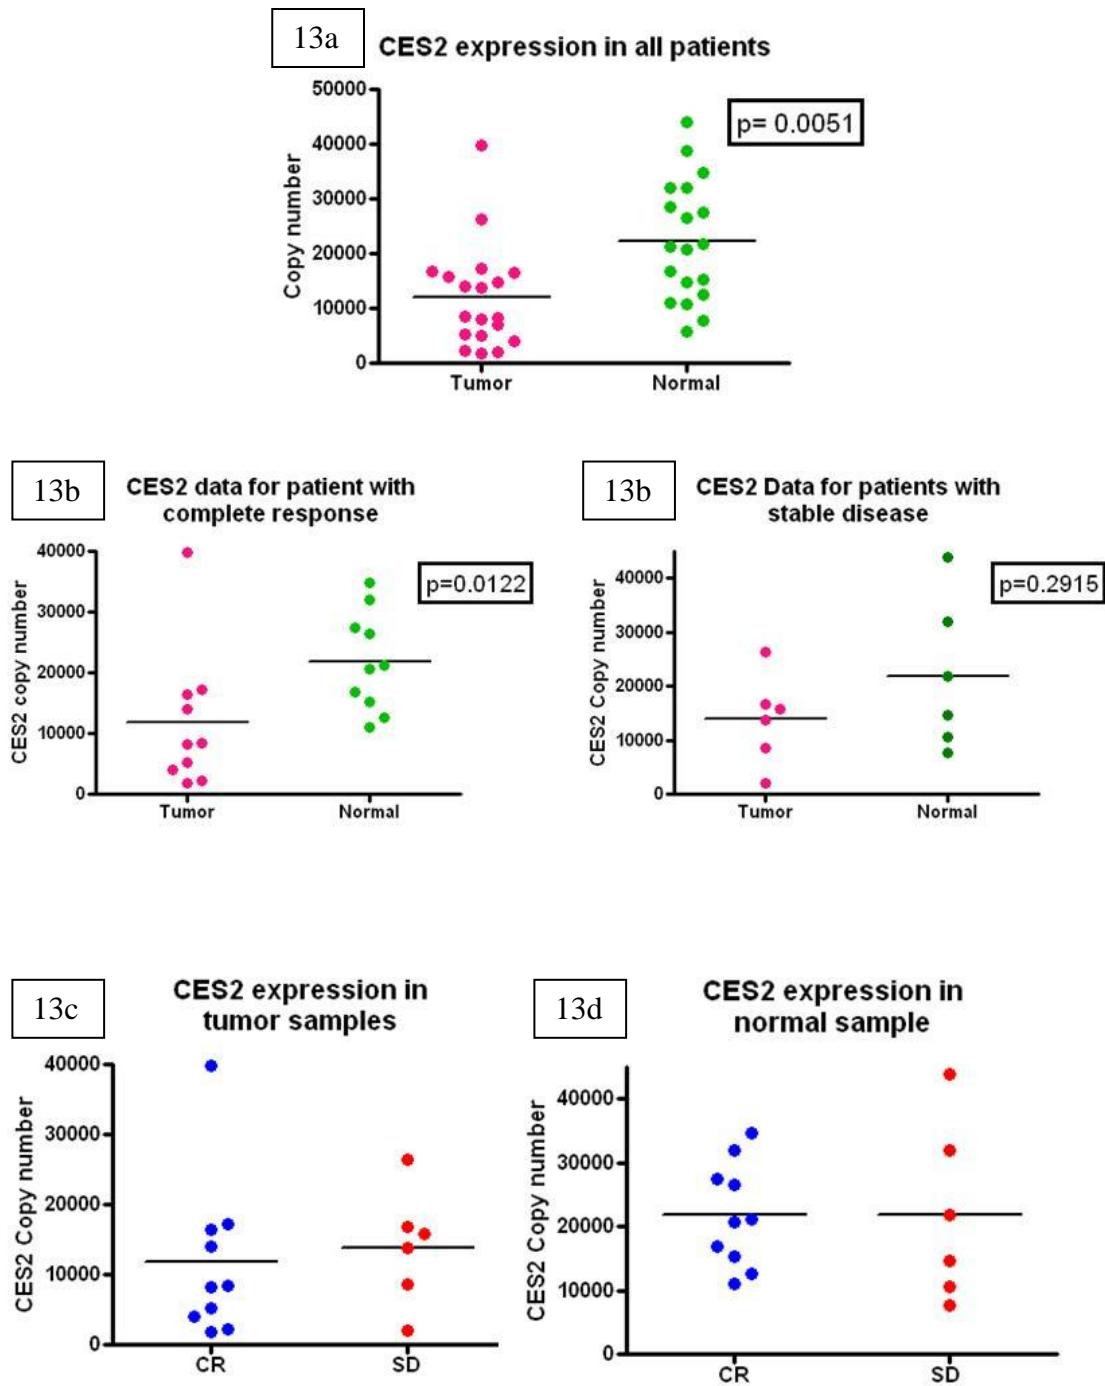 13a
CES2 expression in all patients
50000
40000
30000
20000
10000
0
Copy number
p= 0.0051
Tumor
Normal
13b
CES2 data for patient with
complete response
40000
30000
20000
10000
0
CES2 copy number
p=0.0122
Tumor
Normal
13b
CES2 Data for patients with
stable disease
40000
30000
20000
10000
0
CES2 Copy number
p=0.2915
Tumor
Normal
13c
CES2 expression in
tumor samples
40000
30000
20000
10000
0
CES2 Copy number
CR
SD
13d
CES2 expression in
normal sample
40000
30000
20000
10000
0
CES2 Copy number
CR
SD